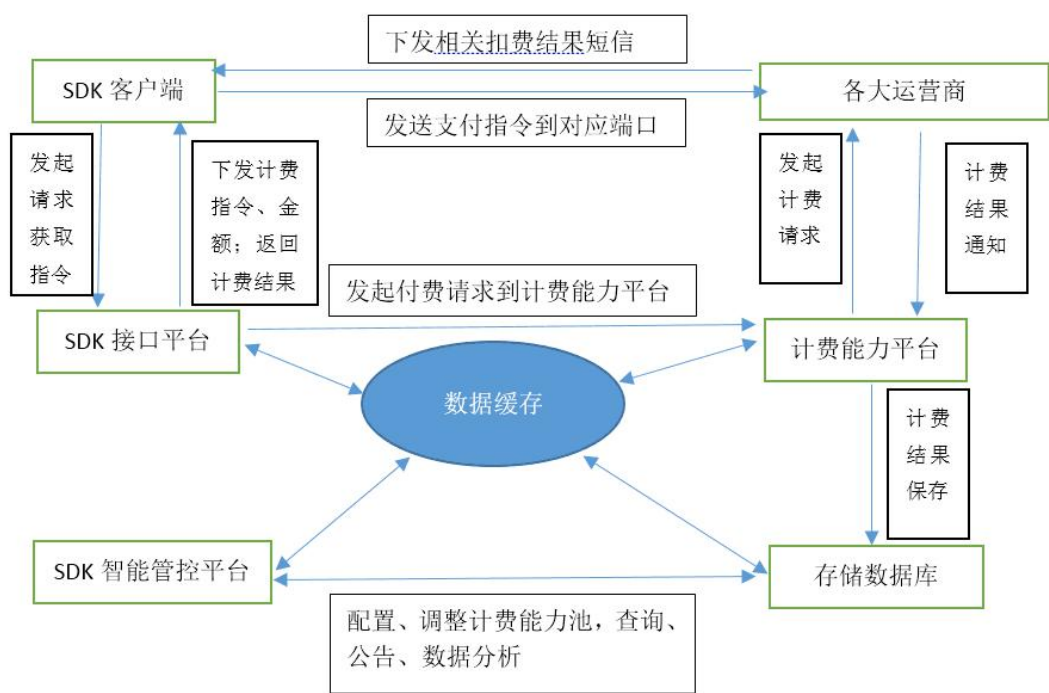 下发相关扣费结果短信
SDK 客户端
各大运营商
发送支付指令到对应端口
发起
请求
获取
指令
下发计费
指令、金
额；返回
计费结果
发起
计费
请求
计费
结果
通知
发起付费请求到计费能力平台
SDK 接口平台
计费能力平台
数据缓存
计费
结果
保存
SDK 智能管控平台
存储数据库
配置、调整计费能力池，查询、
公告、数据分析